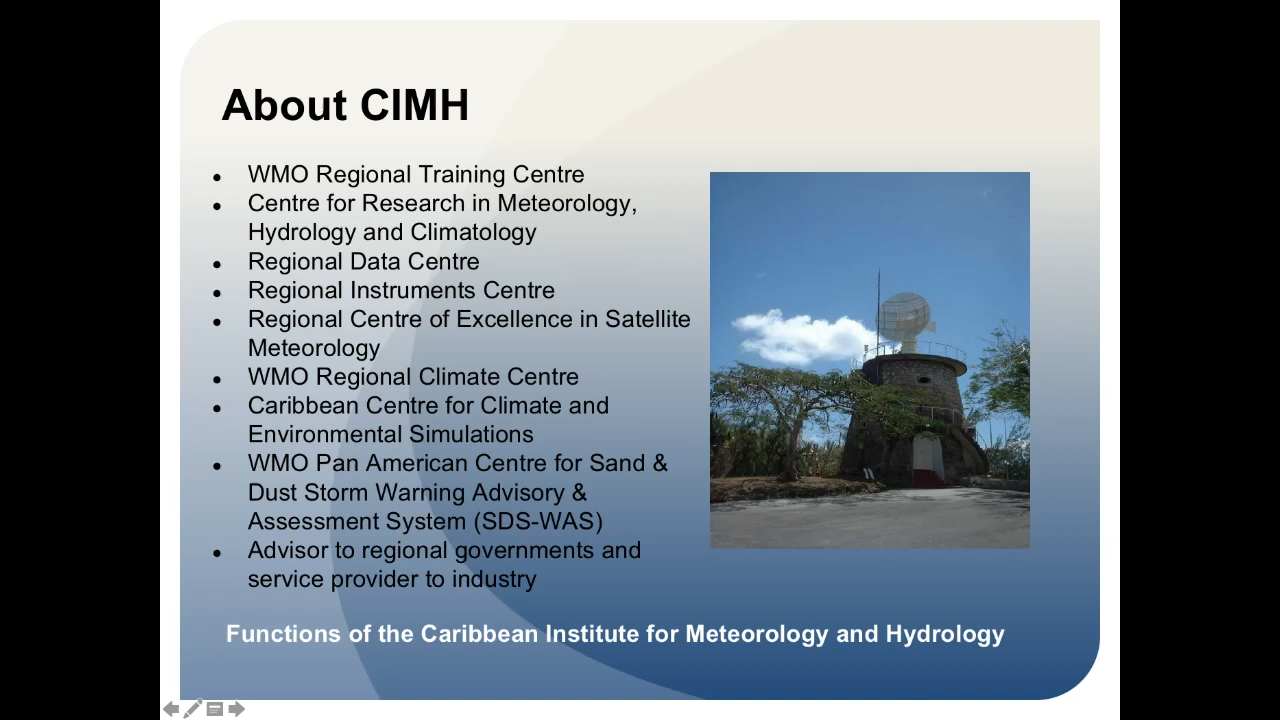 About CIMH
● WMO Regional Training Centre
● Centre for Research in Meteorology,
Hydrology and Climatology
● Regional Data Centre
● Regional Instruments Centre
● Regional Centre of Excellence in Satellite
Meteorology
● WMO Regional Climate Centre
● Caribbean Centre for Climate and
Environmental Simulations
● WMO Pan American Centre for Sand &
Dust Storm Warning Advisory &
Assessment System (SDS-WAS)
● Advisor to regional governments and
service provider to industry
Functions of the Caribbean Institute for Meteorology and Hydrology